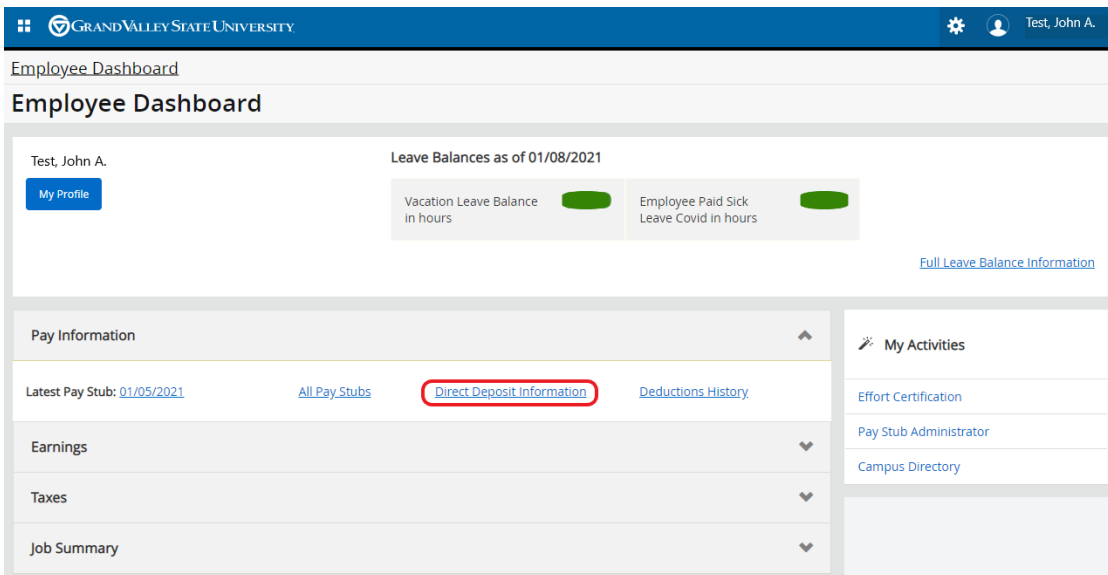 GRAND VALLEY STATE UNIVERSITY
Test, John A.
Employee Dashboard
Employee Dashboard
Test, John A.
My Profile
Leave Balances as of 01/08/2021
Vacation Leave Balance
in hours
Employee Paid Sick
Leave Covid in hours
Full Leave Balance Information
Pay Information
Latest Pay Stub: 01/05/2021
All Pay Stubs
Direct Deposit Information
Deductions History
Earnings
Taxes
Job Summary
My Activities
Effort Certification
Pay Stub Administrator
Campus Directory